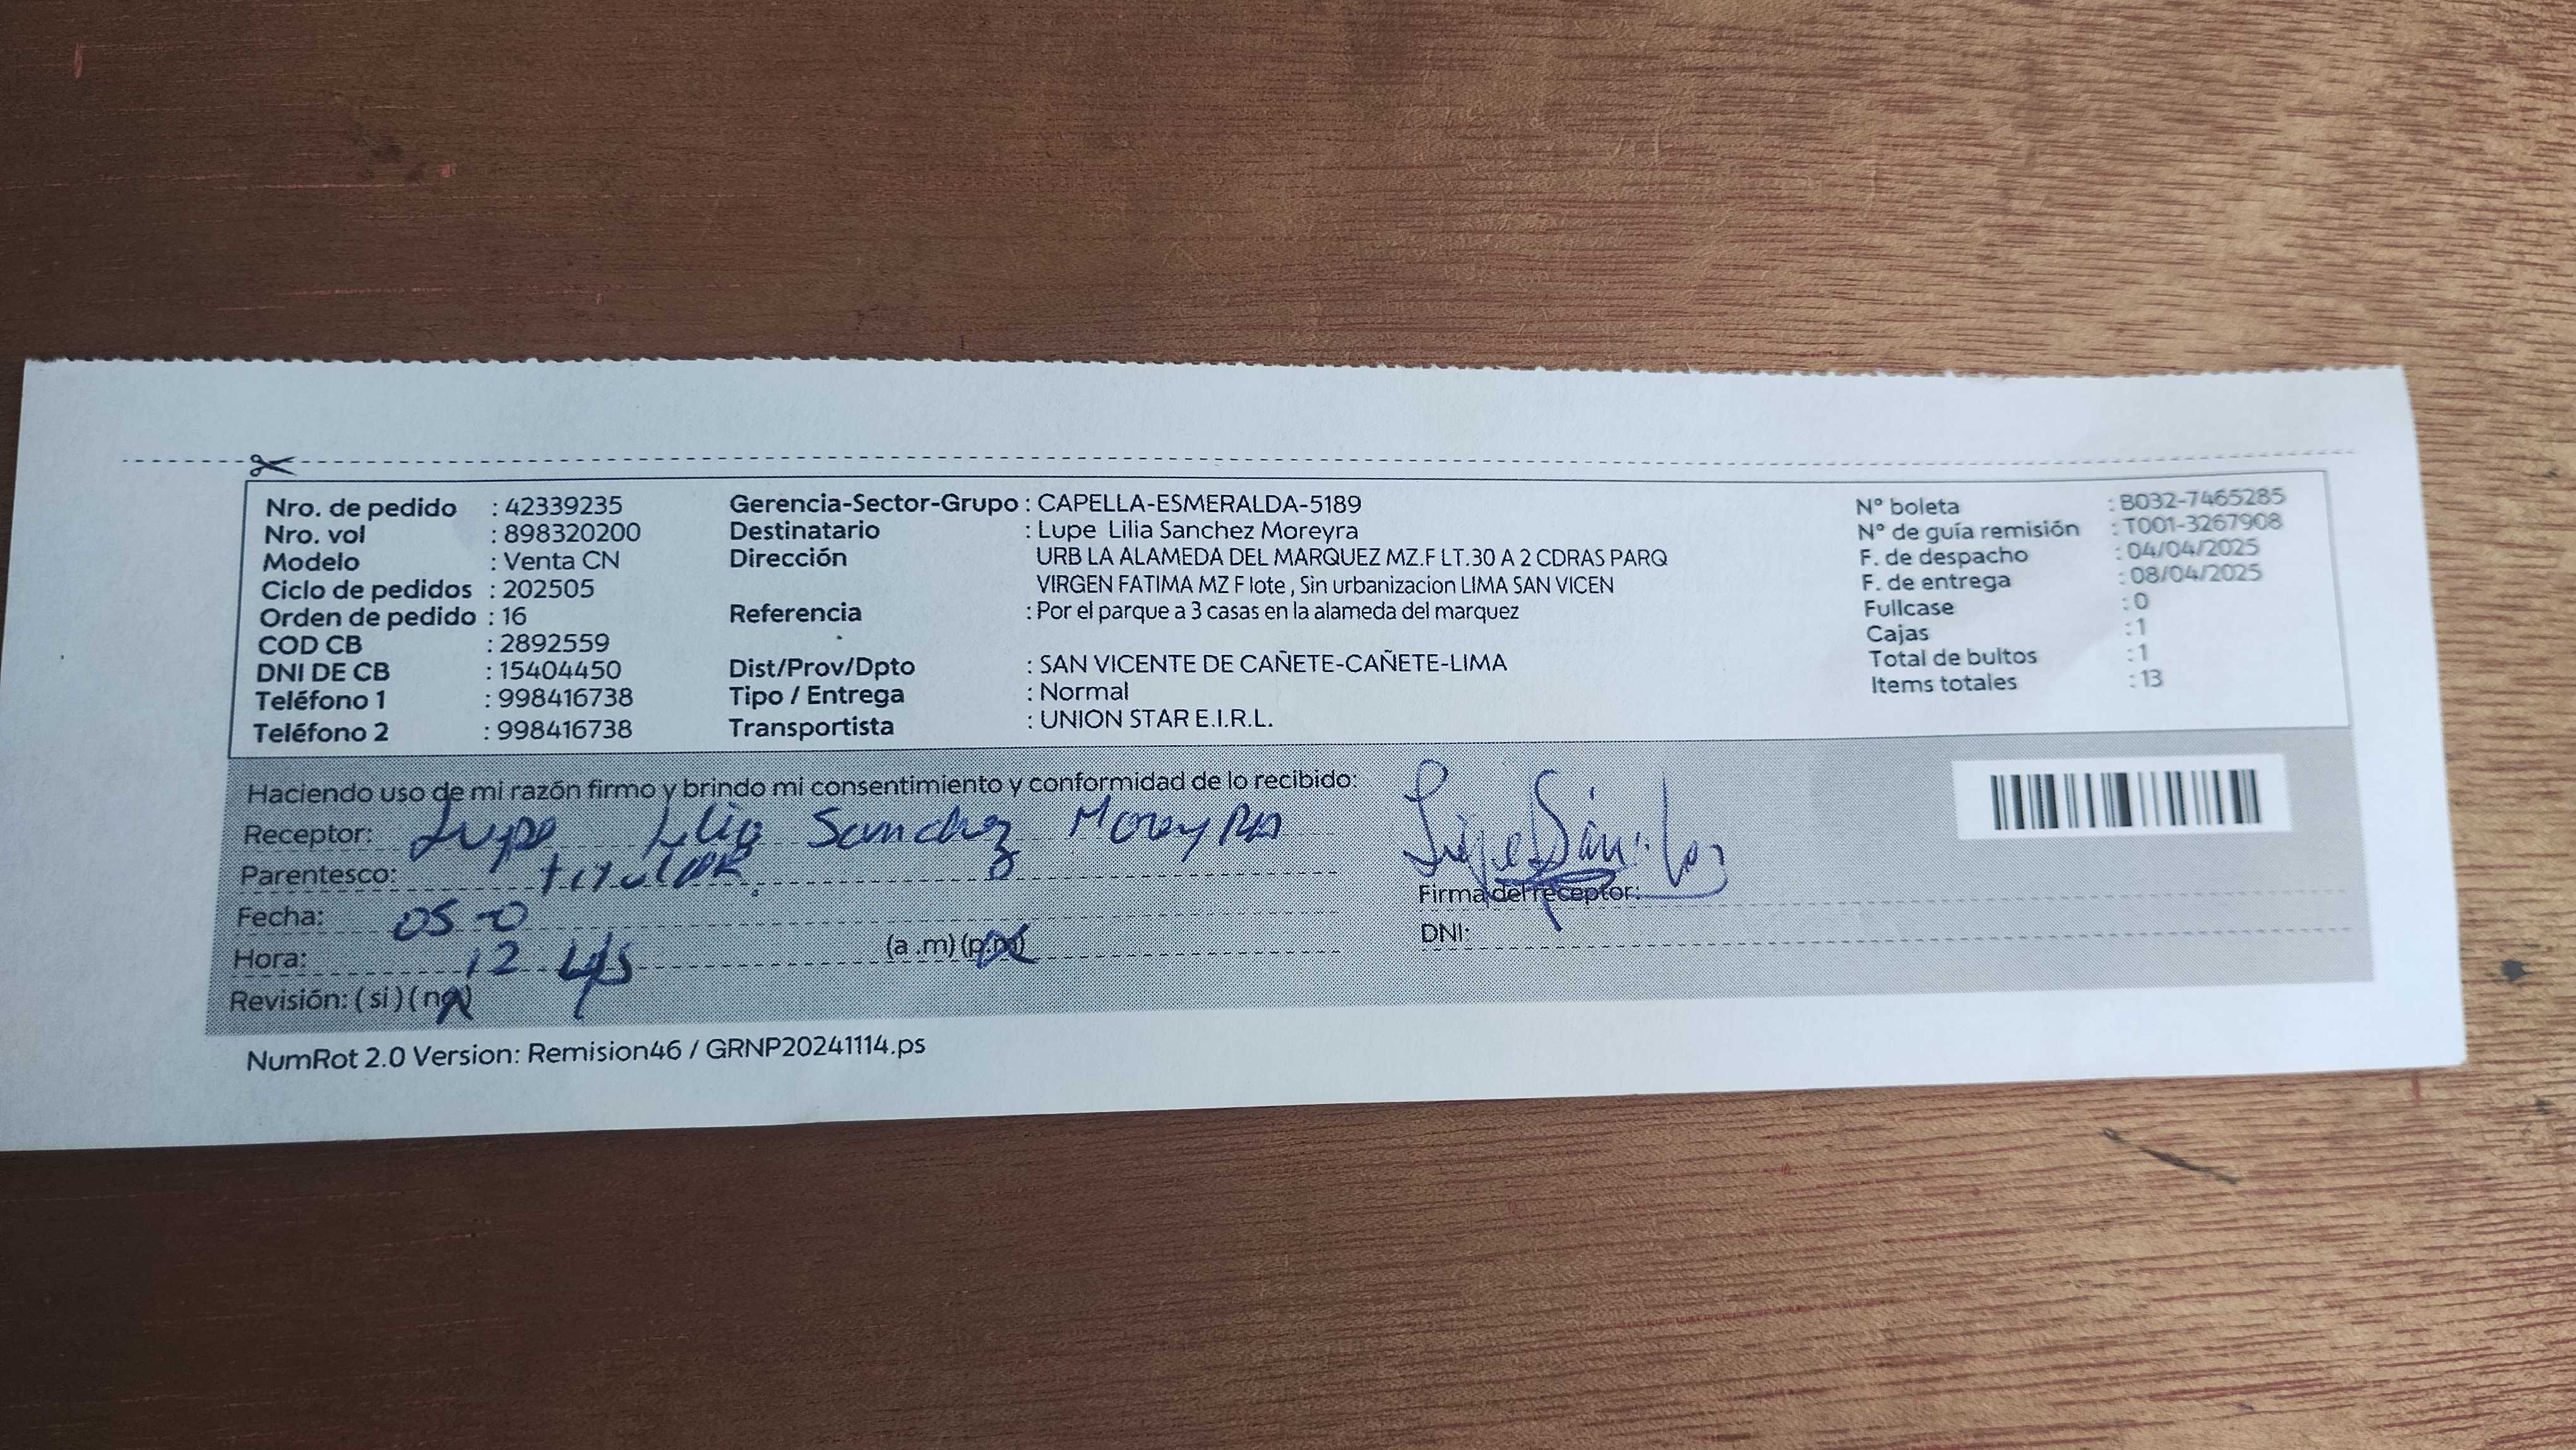 Nro. de pedido : 42339235 Gerencia-Sector-Grupo : CAPELLA-ESMERALDA-5189 N° boleta : B032-7465285
Nro. vol : 898320200 Destinatario : Lupe Lilia Sanchez Moreyra N° de guía remisión : T001-3267908
Modelo : Venta CN Dirección URB LA ALAMEDA DEL MARQUEZ MZ.F LT.30 A 2 CDRAS PARQ F. de despacho : 04/04/2025
Ciclo de pedidos : 202505 VIRGEN FATIMA MZ F lote , Sin urbanizacion LIMA SAN VICEN F. de entrega : 08/04/2025
Orden de pedido : 16 Referencia : Por el parque a 3 casas en la alameda del marquez Fullcase : 0
COD CB : 2892559 Cajas : 1
DNI DE CB : 15404450 Dist/Prov/Dpto : SAN VICENTE DE CAÑETE-CAÑETE-LIMA Total de bultos : 1
Teléfono 1 : 998416738 Tipo / Entrega : Normal Items totales : 13
Teléfono 2 : 998416738 Transportista : UNION STAR E.I.R.L.
Haciendo uso de mi razón firmo y brindo mi consentimiento y conformidad de lo recibido:
Receptor: Lupe Lilia Sanchez Moreyra
Parentesco: titular Firma del receptor:
Fecha: 05 DNI:
Hora: 12 45 (a .m) (p.m)
Revisión: ( si ) ( no )
NumRot 2.0 Version: Remision46 / GRNP20241114.ps